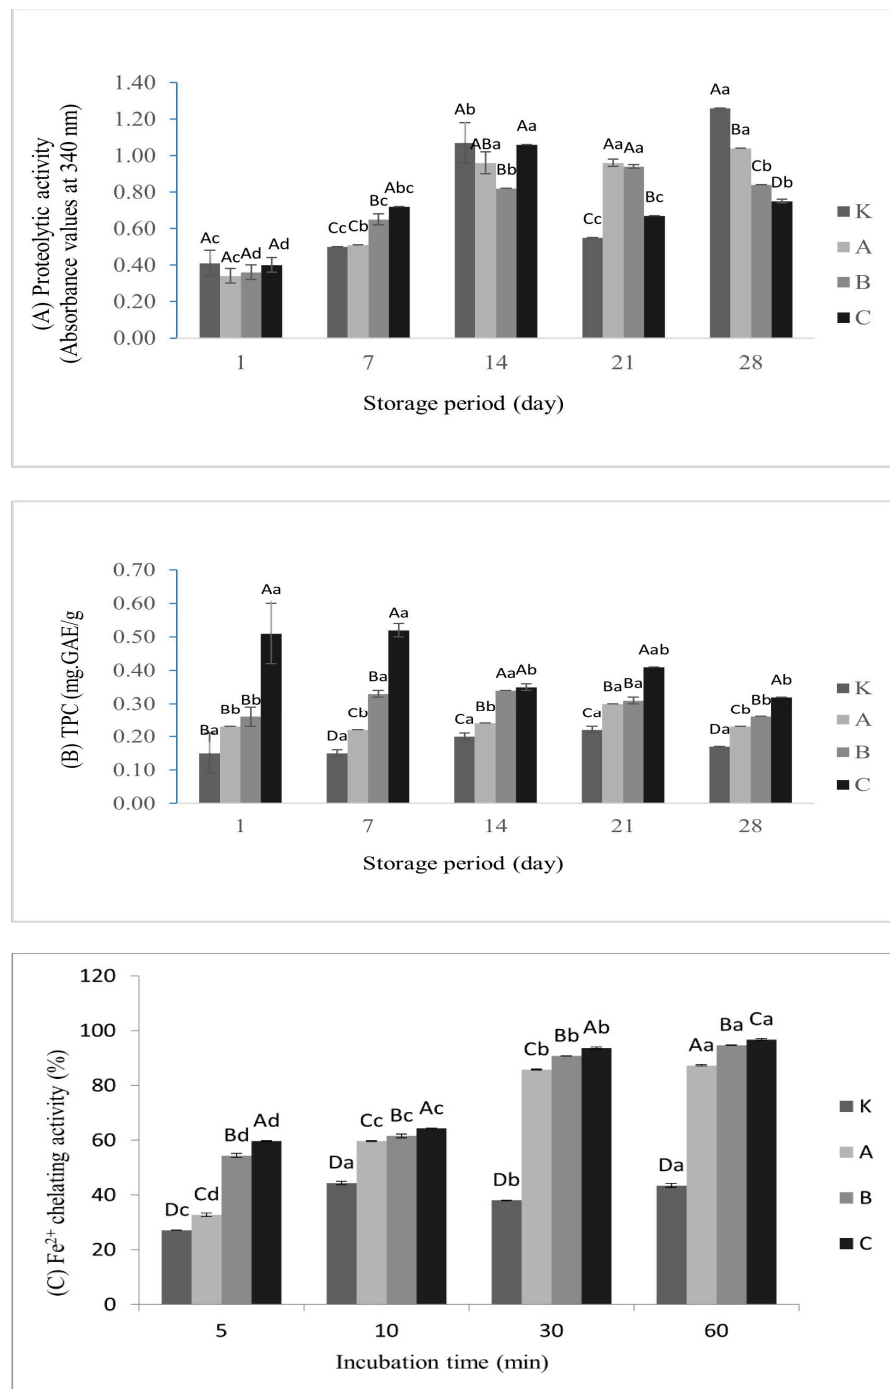 (A) Proteolytic activity
(Absorbance values at 340 nm)
1.40
1.20
1.00
0.80
0.60
0.40
0.20
0.00
Ac Ac Ad Ad
Cc Cb Bc Abc
Ab ABa Bb Aa
Cc Aa Aa Bc
Aa Ba Cb Db
1 7 14 21 28
Storage period (day)
K
A
B
C
(B) TPC (mg.GAE/g
0.70
0.60
0.50
0.40
0.30
0.20
0.10
0.00
Ba Bb Bb Aa
Da Cb Ba Aa
Ca Bb Aa Ab
Ca Ba Ba Aab
Da Cb Bb Ab
1 7 14 21 28
Storage period (day)
K
A
B
C
(C) Fe²⁺ chelating activity (%)
120
100
80
60
40
20
0
Dc Cd Bd Ad
Da Cc Bc Ac
Db Cb Bb Ab
Da Aa Ba Ca
5 10 30 60
Incubation time (min)
K
A
B
C